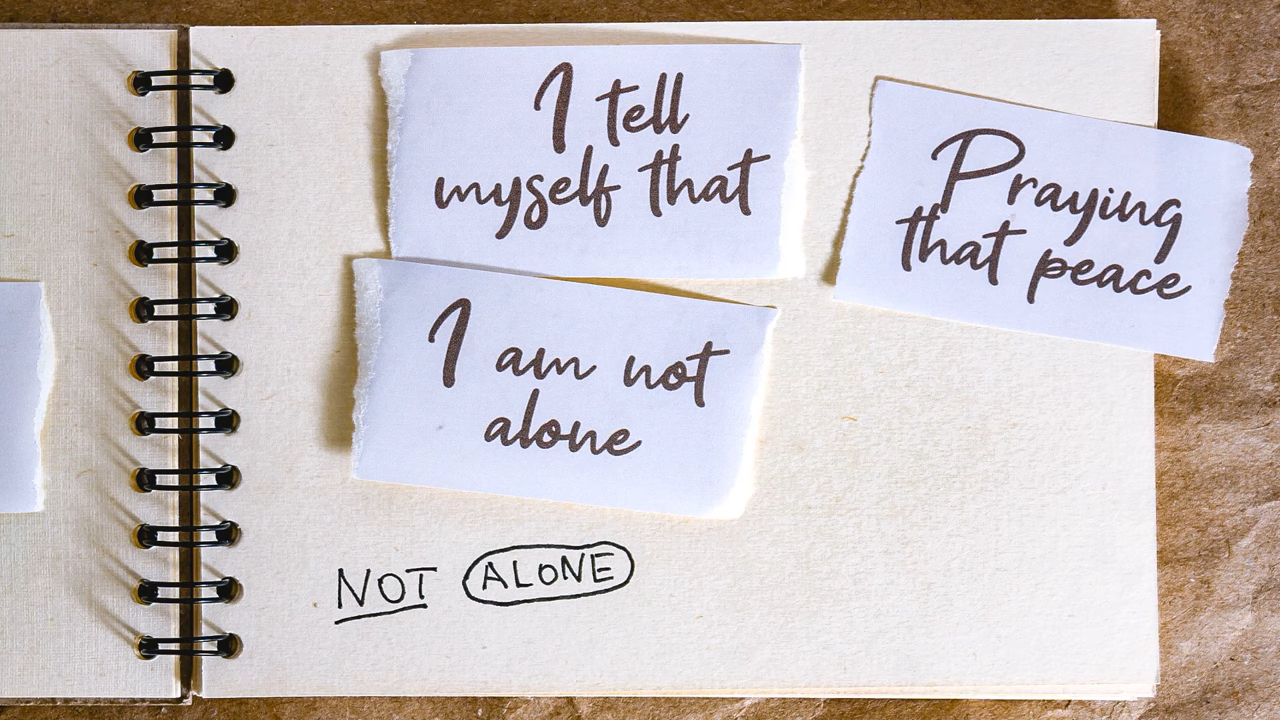 I tell
myself that
I am not
alone
Praying
that peace
NOT ALONE